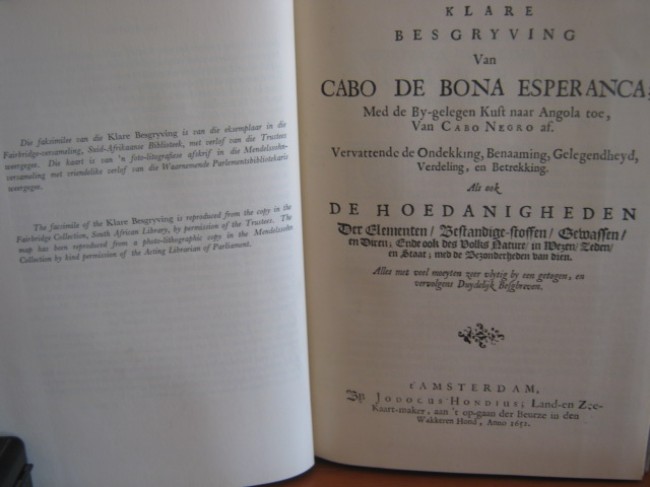 Die faksimilee van die Klare Besgryving is van die eksemplaar in die
Fairbridge-versameling, Suid-Afrikaanse Biblioteek, met verlof van die Trustees
weergegee. Die kaart is van 'n foto-litografiese afskrif in die Mendelssohn-
versameling met vriendelike verlof van die Waarnemende Parlementsbibliotekaris
weergegee.
The facsimile of the Klare Besgryving is reproduced from the copy in the
Fairbridge Collection, South African Library, by permission of the Trustees. The
map has been reproduced from a photo-lithographic copy in the Mendelssohn
Collection by kind permission of the Acting Librarian of Parliament.
KLARE
BESGRYVING
Van
CABO DE BONA ESPERANCA;
Med de By-gelegen Kust naar Angola toe,
Van CABO NEGRO af.
Vervattende de Ondekking, Benaaming, Gelegendheyd,
Verdeling, en Betrekking.
Als ook
DE HOEDANIGHEDEN
Der Elementen/ Bestandige-stoffen/ Gewassen/
en Diren; Ende ook des Volks Natuir/ in Wezen/ Zeden/
en Staat; med de Bezonderheden van dien.
Alles met veel moeyten zeer vlytig by een getogen, en
vervolgens Duydelijk Besghreven.
t'AMSTERDAM,
By JODOCUS HONDIUS; Land-en Zee-
Kaart-maker, aan 't op-gaan der Beurze in den
Wakkeren Hond, Anno 1652.